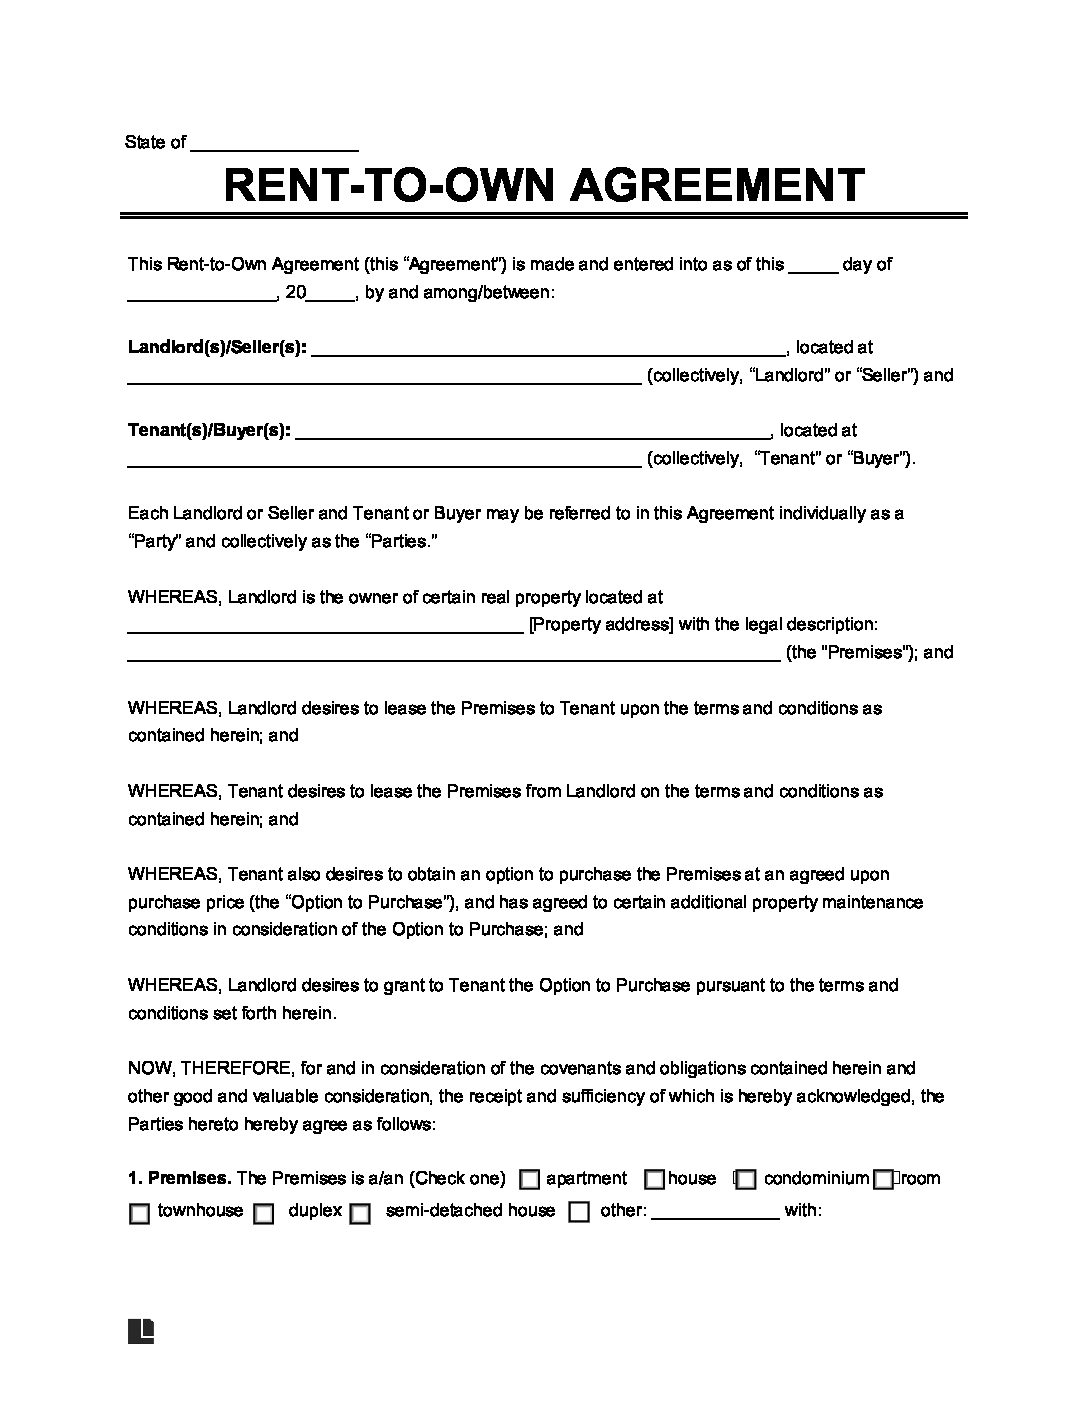 State of _________________
RENT-TO-OWN AGREEMENT
This Rent-to-Own Agreement (this “Agreement”) is made and entered into as of this _____ day of
_______________, 20_____, by and among/between:
Landlord(s)/Seller(s): ________________________________________________, located at
____________________________________________________ (collectively, “Landlord” or “Seller”) and
Tenant(s)/Buyer(s): ________________________________________________, located at
____________________________________________________ (collectively,  “Tenant” or “Buyer”).
Each Landlord or Seller and Tenant or Buyer may be referred to in this Agreement individually as a
“Party” and collectively as the “Parties.”
WHEREAS, Landlord is the owner of certain real property located at
________________________________________ [Property address] with the legal description:
__________________________________________________________________ (the "Premises"); and
WHEREAS, Landlord desires to lease the Premises to Tenant upon the terms and conditions as
contained herein; and
WHEREAS, Tenant desires to lease the Premises from Landlord on the terms and conditions as
contained herein; and
WHEREAS, Tenant also desires to obtain an option to purchase the Premises at an agreed upon
purchase price (the “Option to Purchase”), and has agreed to certain additional property maintenance
conditions in consideration of the Option to Purchase; and
WHEREAS, Landlord desires to grant to Tenant the Option to Purchase pursuant to the terms and
conditions set forth herein.
NOW, THEREFORE, for and in consideration of the covenants and obligations contained herein and
other good and valuable consideration, the receipt and sufficiency of which is hereby acknowledged, the
Parties hereto hereby agree as follows:
1. Premises. The Premises is a/an (Check one) ☐ apartment ☐ house ☐ condominium ☐ room
☐ townhouse ☐ duplex ☐ semi-detached house ☐ other: _____________ with: